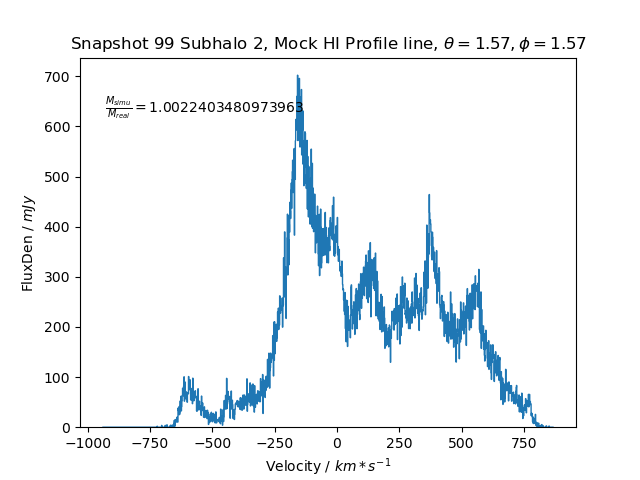 Snapshot 99 Subhalo 2, Mock HI Profile line, θ = 1.57, ϕ = 1.57
M_simu/M_real = 1.0022403480973963
FluxDen / mJy
700
600
500
400
300
200
100
0
−1000 −750 −500 −250 0 250 500 750
Velocity / km * s⁻¹